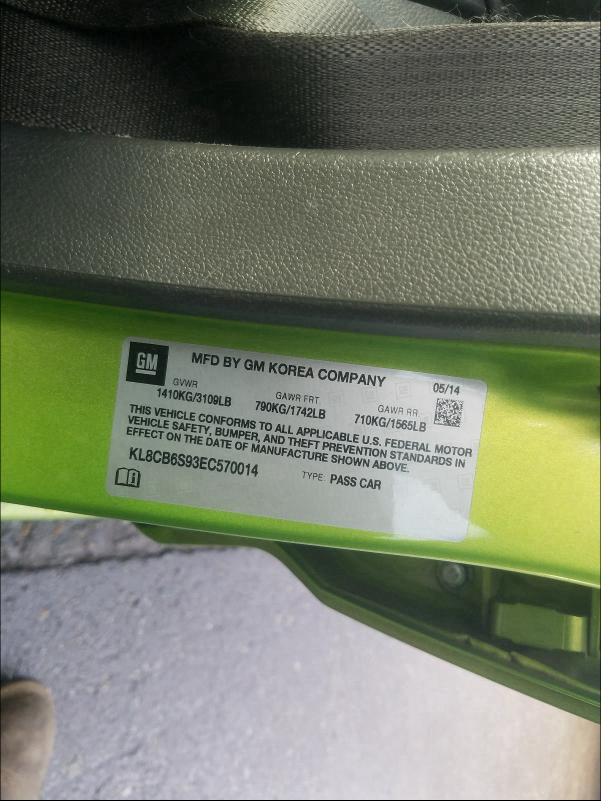 GM
MFD BY GM KOREA COMPANY
05/14
GVWR GAWR FRT GAWR RR
1410KG/3109LB 790KG/1742LB 710KG/1565LB
THIS VEHICLE CONFORMS TO ALL APPLICABLE U.S. FEDERAL MOTOR
VEHICLE SAFETY, BUMPER, AND THEFT PREVENTION STANDARDS IN
EFFECT ON THE DATE OF MANUFACTURE SHOWN ABOVE.
KL8CB6S93EC570014 TYPE: PASS CAR